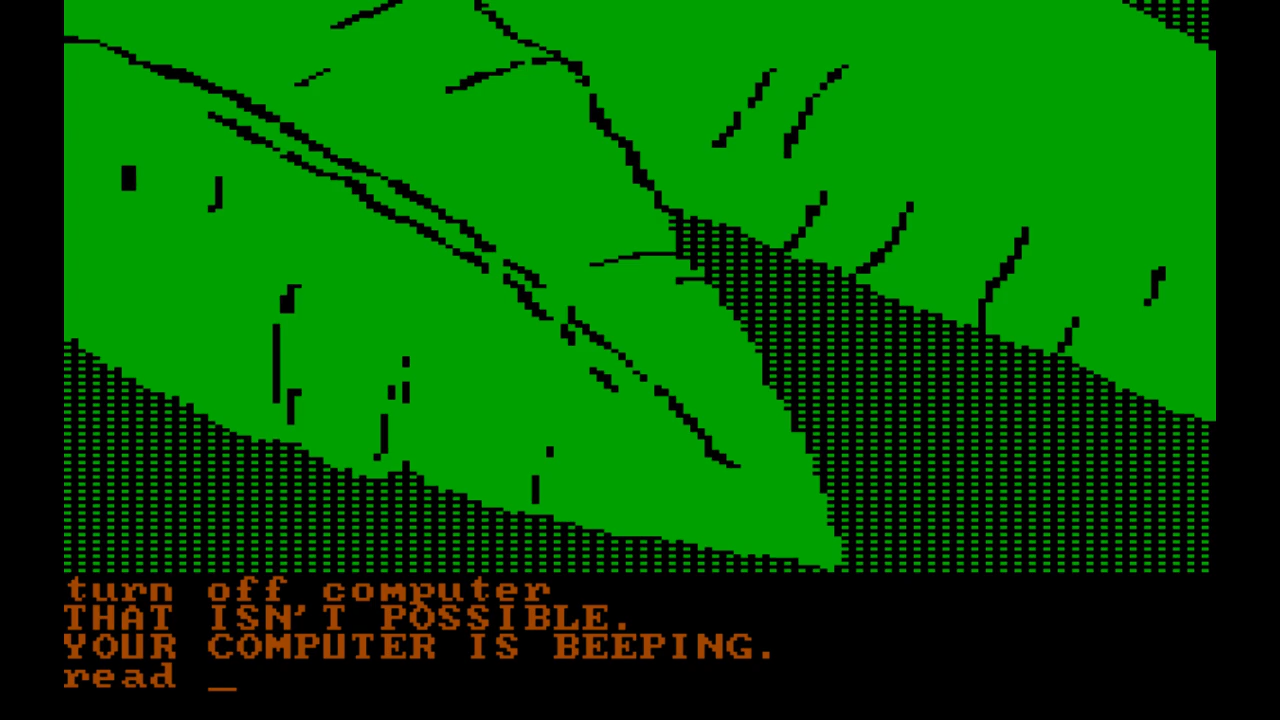 turn off computer
THAT ISN'T POSSIBLE.
YOUR COMPUTER IS BEEPING.
read _